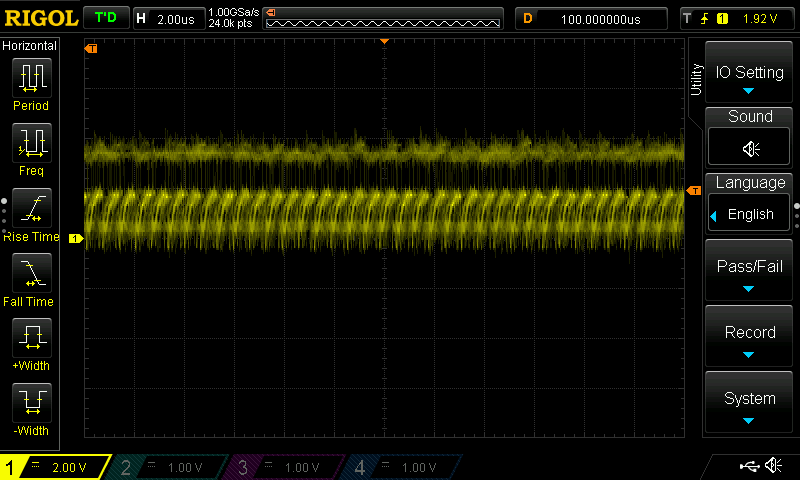 RIGOL T'D H 2.00us 1.00GSa/s D 100.000000us T 1 1.92 V
24.0k pts
Horizontal
Period
Freq
Rise Time
Fall Time
+Width
-Width
T
T
1
Utility
IO Setting
Sound
Language
English
Pass/Fail
Record
System
1 2.00 V 2 1.00 V 3 1.00 V 4 1.00 V